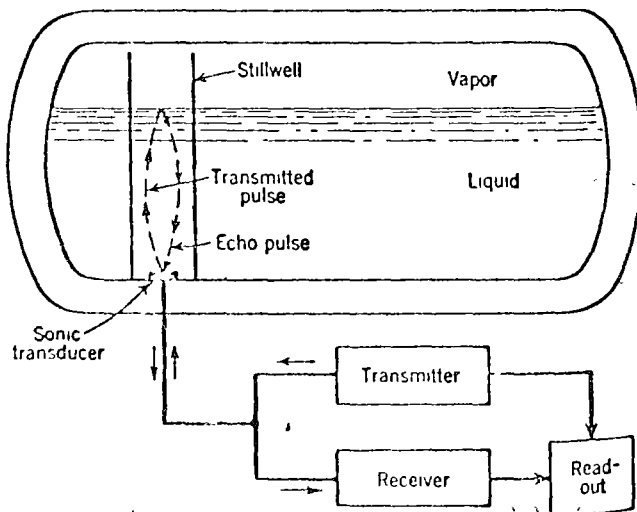 Stillwell
Vapor
Transmitted
pulse
Liquid
Echo pulse
Sonic
transducer
Transmitter
Receiver
Read-
out